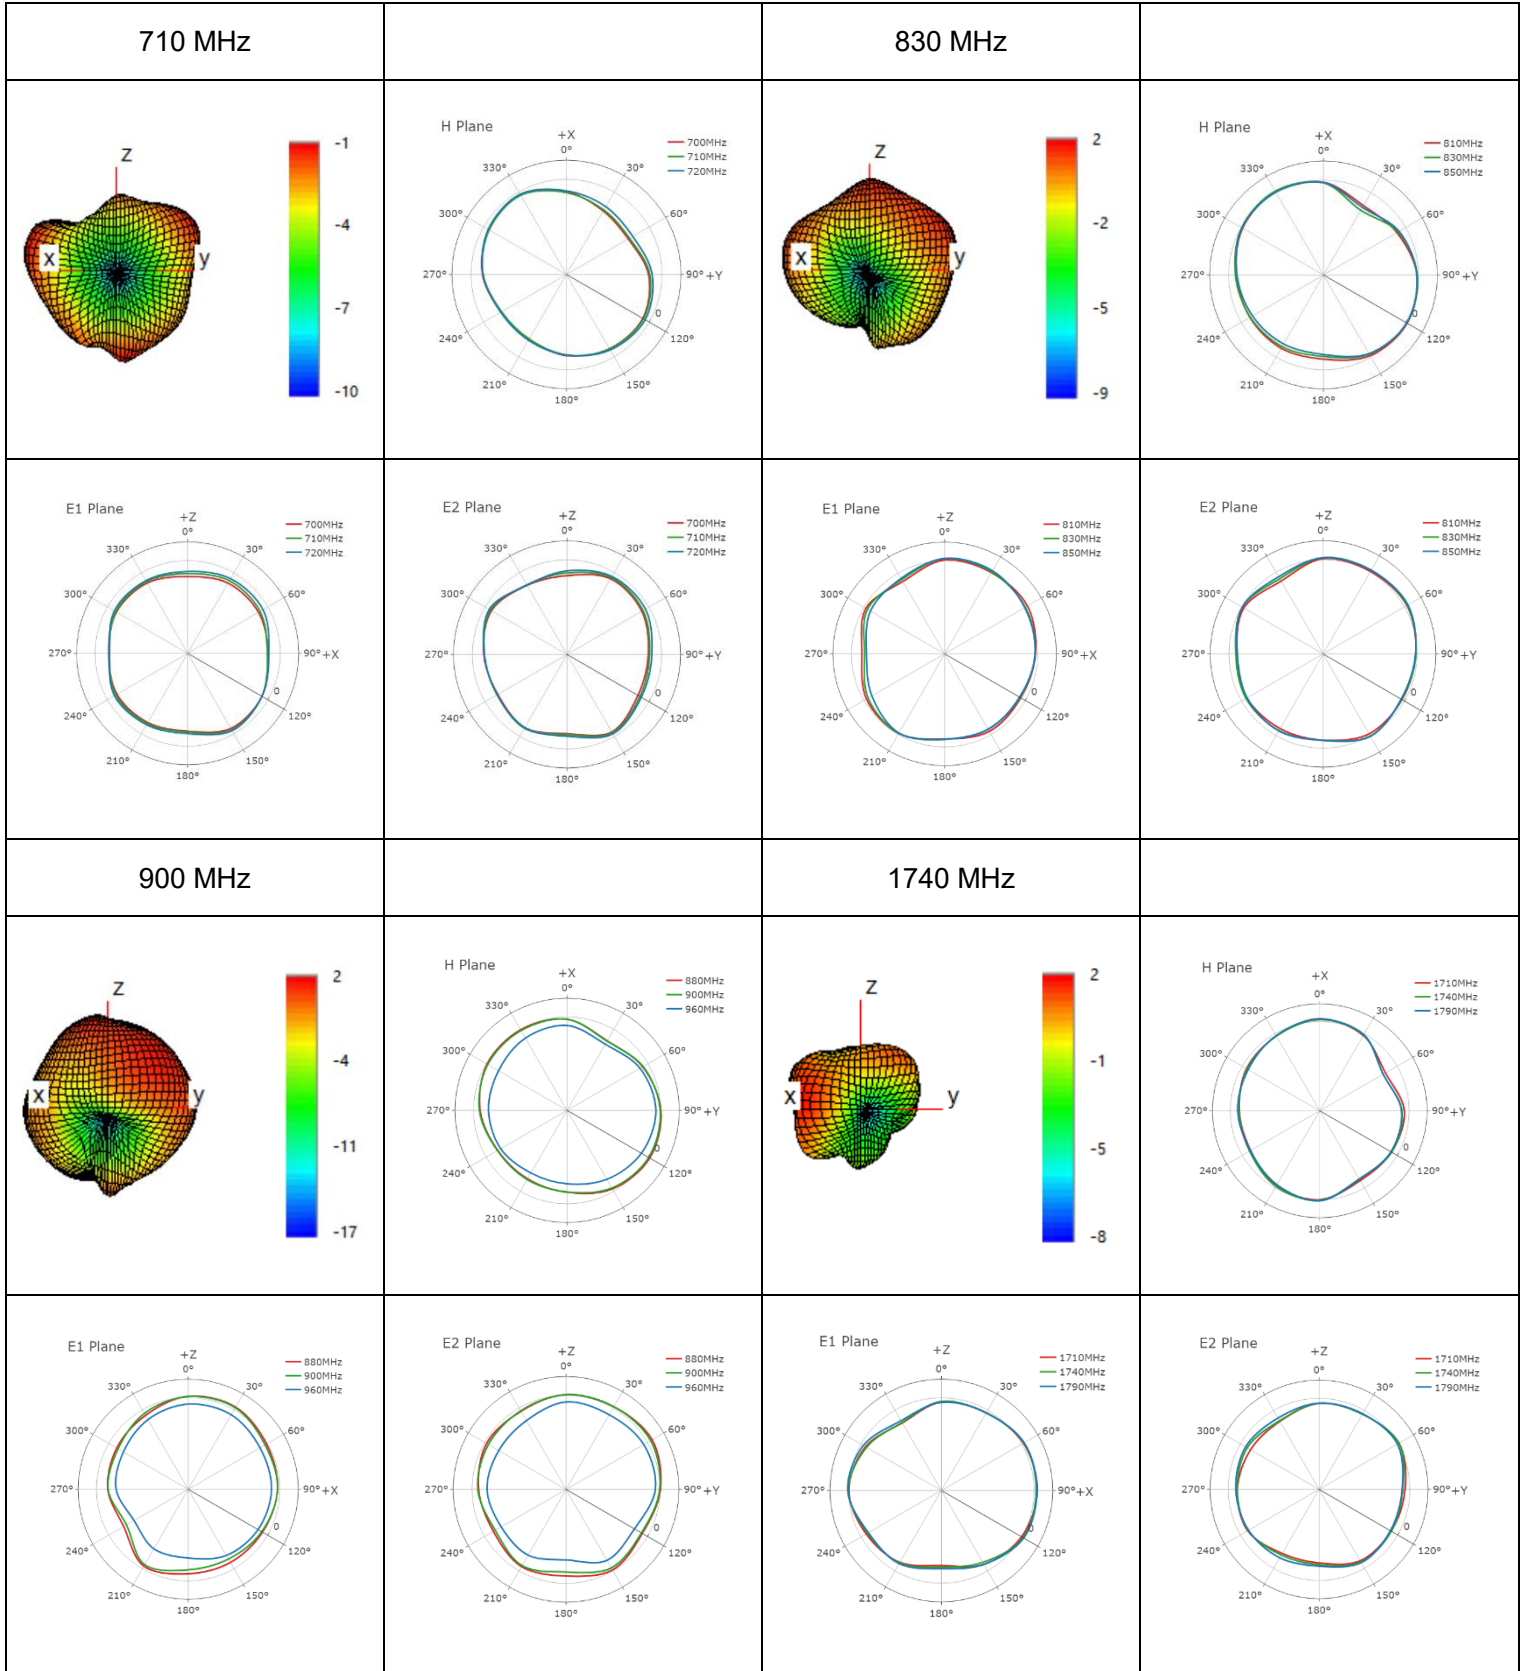 710 MHz
830 MHz
z
x
y
-1
-4
-7
-10
H Plane
+X
0°
30°
60°
90° +Y
120°
150°
180°
210°
240°
270°
300°
330°
0
700MHz
710MHz
720MHz
z
x
y
2
-2
-5
-9
H Plane
+X
0°
30°
60°
90° +Y
120°
150°
180°
210°
240°
270°
300°
330°
0
810MHz
830MHz
850MHz
E1 Plane
+Z
0°
30°
60°
90° +X
120°
150°
180°
210°
240°
270°
300°
330°
0
700MHz
710MHz
720MHz
E2 Plane
+Z
0°
30°
60°
90° +Y
120°
150°
180°
210°
240°
270°
300°
330°
0
700MHz
710MHz
720MHz
E1 Plane
+Z
0°
30°
60°
90° +X
120°
150°
180°
210°
240°
270°
300°
330°
0
810MHz
830MHz
850MHz
E2 Plane
+Z
0°
30°
60°
90° +Y
120°
150°
180°
210°
240°
270°
300°
330°
0
810MHz
830MHz
850MHz
900 MHz
1740 MHz
z
x
y
2
-4
-11
-17
H Plane
+X
0°
30°
60°
90° +Y
120°
150°
180°
210°
240°
270°
300°
330°
0
880MHz
900MHz
960MHz
z
x
y
2
-1
-5
-8
H Plane
+X
0°
30°
60°
90° +Y
120°
150°
180°
210°
240°
270°
300°
330°
0
1710MHz
1740MHz
1790MHz
E1 Plane
+Z
0°
30°
60°
90° +X
120°
150°
180°
210°
240°
270°
300°
330°
0
880MHz
900MHz
960MHz
E2 Plane
+Z
0°
30°
60°
90° +Y
120°
150°
180°
210°
240°
270°
300°
330°
0
880MHz
900MHz
960MHz
E1 Plane
+Z
0°
30°
60°
90° +X
120°
150°
180°
210°
240°
270°
300°
330°
0
1710MHz
1740MHz
1790MHz
E2 Plane
+Z
0°
30°
60°
90° +Y
120°
150°
180°
210°
240°
270°
300°
330°
0
1710MHz
1740MHz
1790MHz